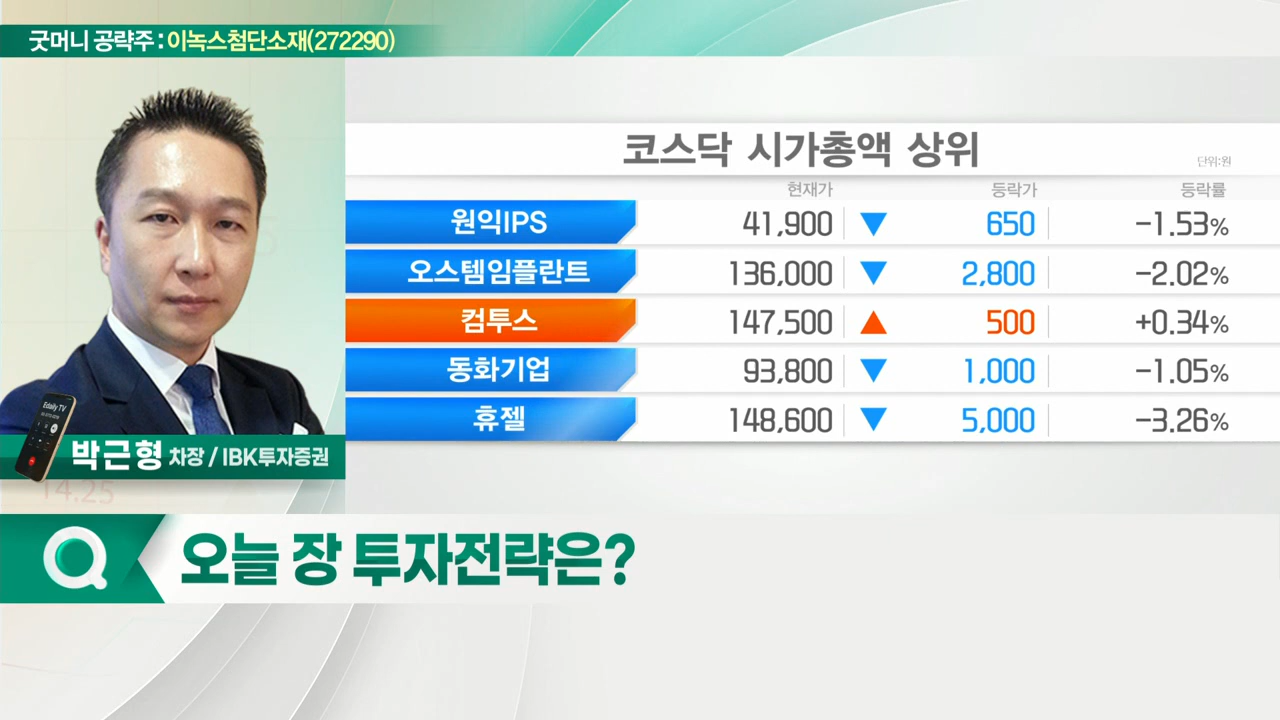 굿머니 공략주 : 이녹스첨단소재(272290)
코스닥 시가총액 상위
단위:원
현재가 등락가 등락률
원익IPS 41,900 ▼ 650 -1.53%
오스템임플란트 136,000 ▼ 2,800 -2.02%
컴투스 147,500 ▲ 500 +0.34%
동화기업 93,800 ▼ 1,000 -1.05%
휴젤 148,600 ▼ 5,000 -3.26%
Edaily TV
박근형 차장 / IBK투자증권
14.25
Q 오늘 장 투자전략은?